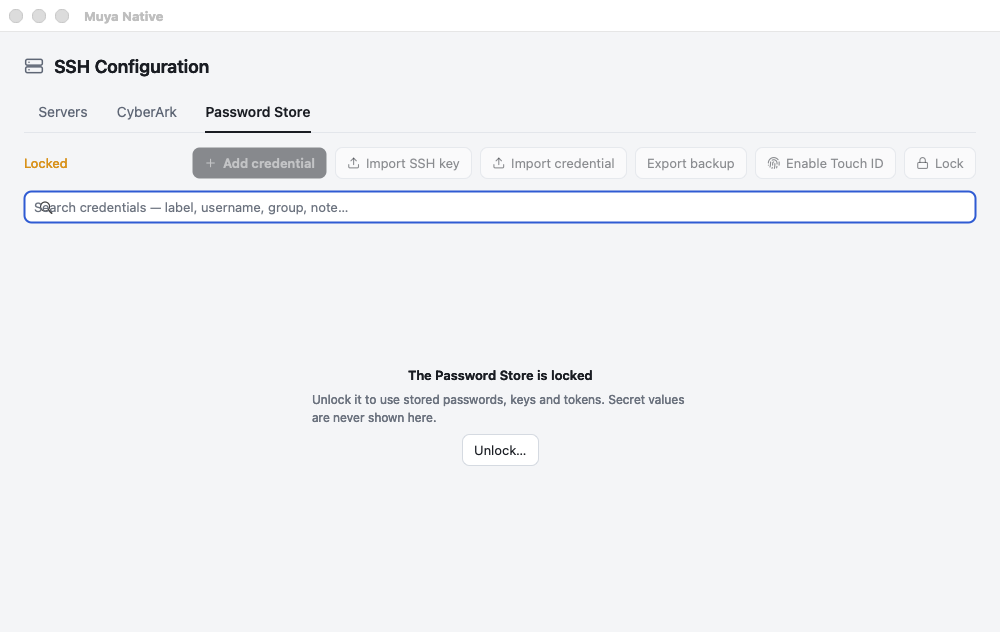 Muya Native
SSH Configuration
Servers
CyberArk
Password Store
Locked
+ Add credential
Import SSH key
Import credential
Export backup
Enable Touch ID
Lock
Search credentials — label, username, group, note...
The Password Store is locked
Unlock it to use stored passwords, keys and tokens. Secret values
are never shown here.
Unlock...